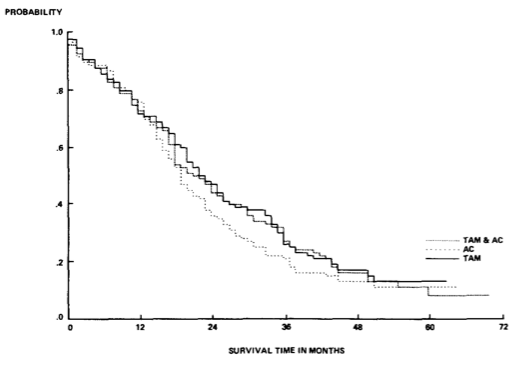 PROBABILITY
1.0
.8
.6
.4
.2
.0
TAM & AC
AC
TAM
0 12 24 36 48 60 72
SURVIVAL TIME IN MONTHS